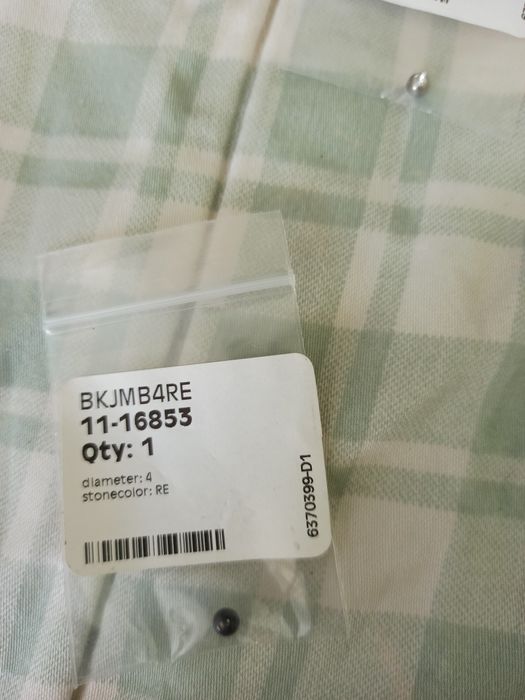 BKJMB4RE
11-16853
Qty: 1
diameter: 4
stonecolor: RE
6370399-D1